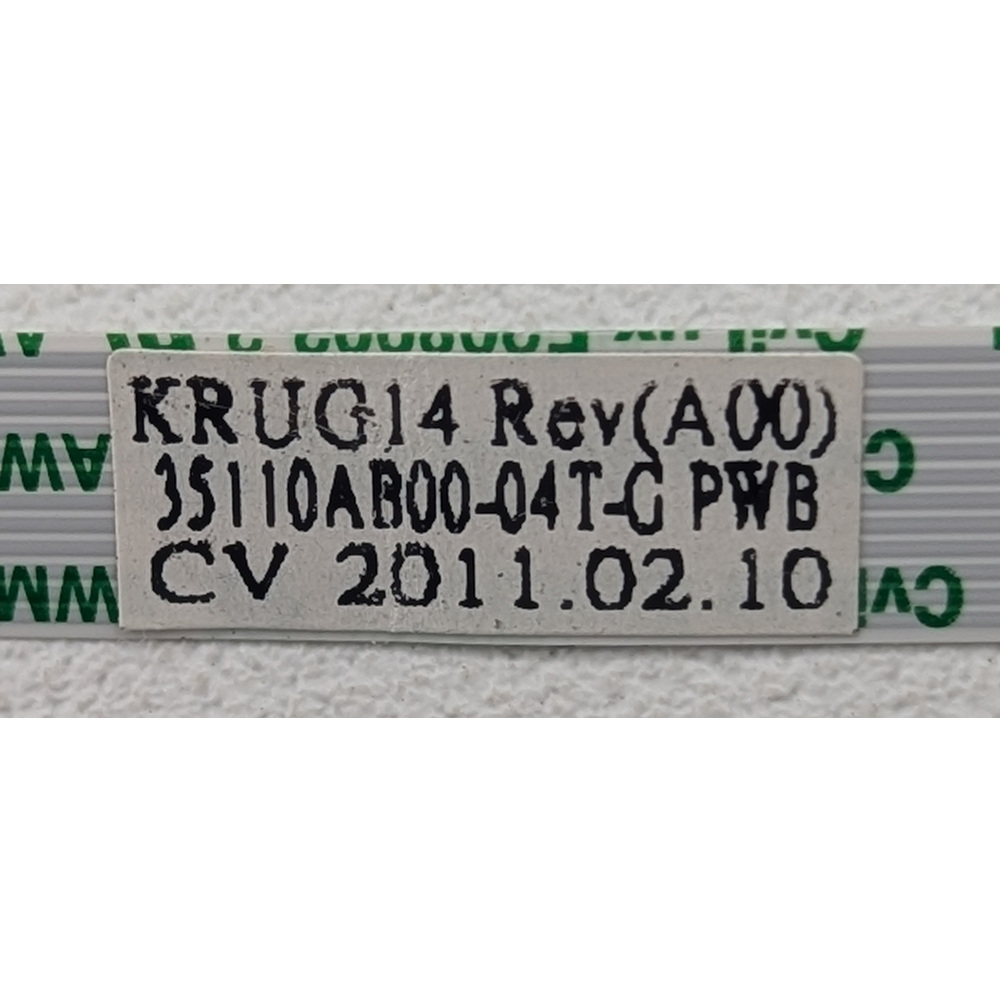 KRUG14 Rev(A00)
35110AB00-04T-G PWB
CV 2011.02.10